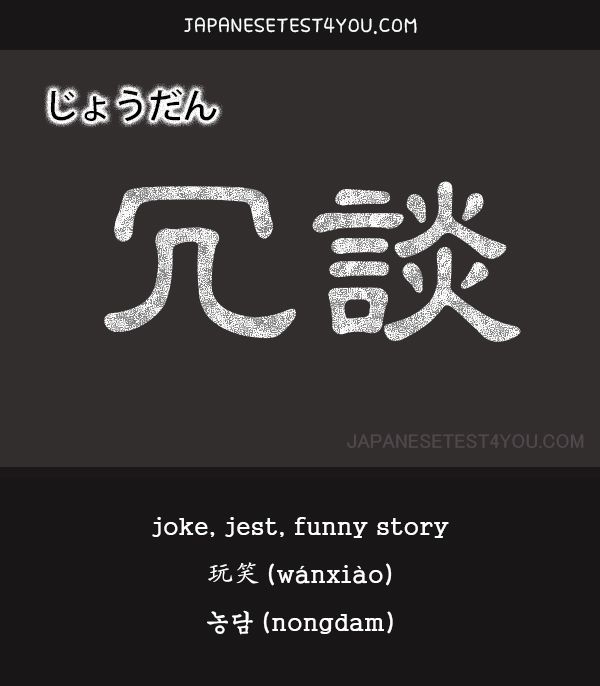 JAPANESETEST4YOU.COM
じょうだん
冗談
JAPANESETEST4YOU.COM
joke, jest, funny story
玩笑 (wánxiào)
농담 (nongdam)